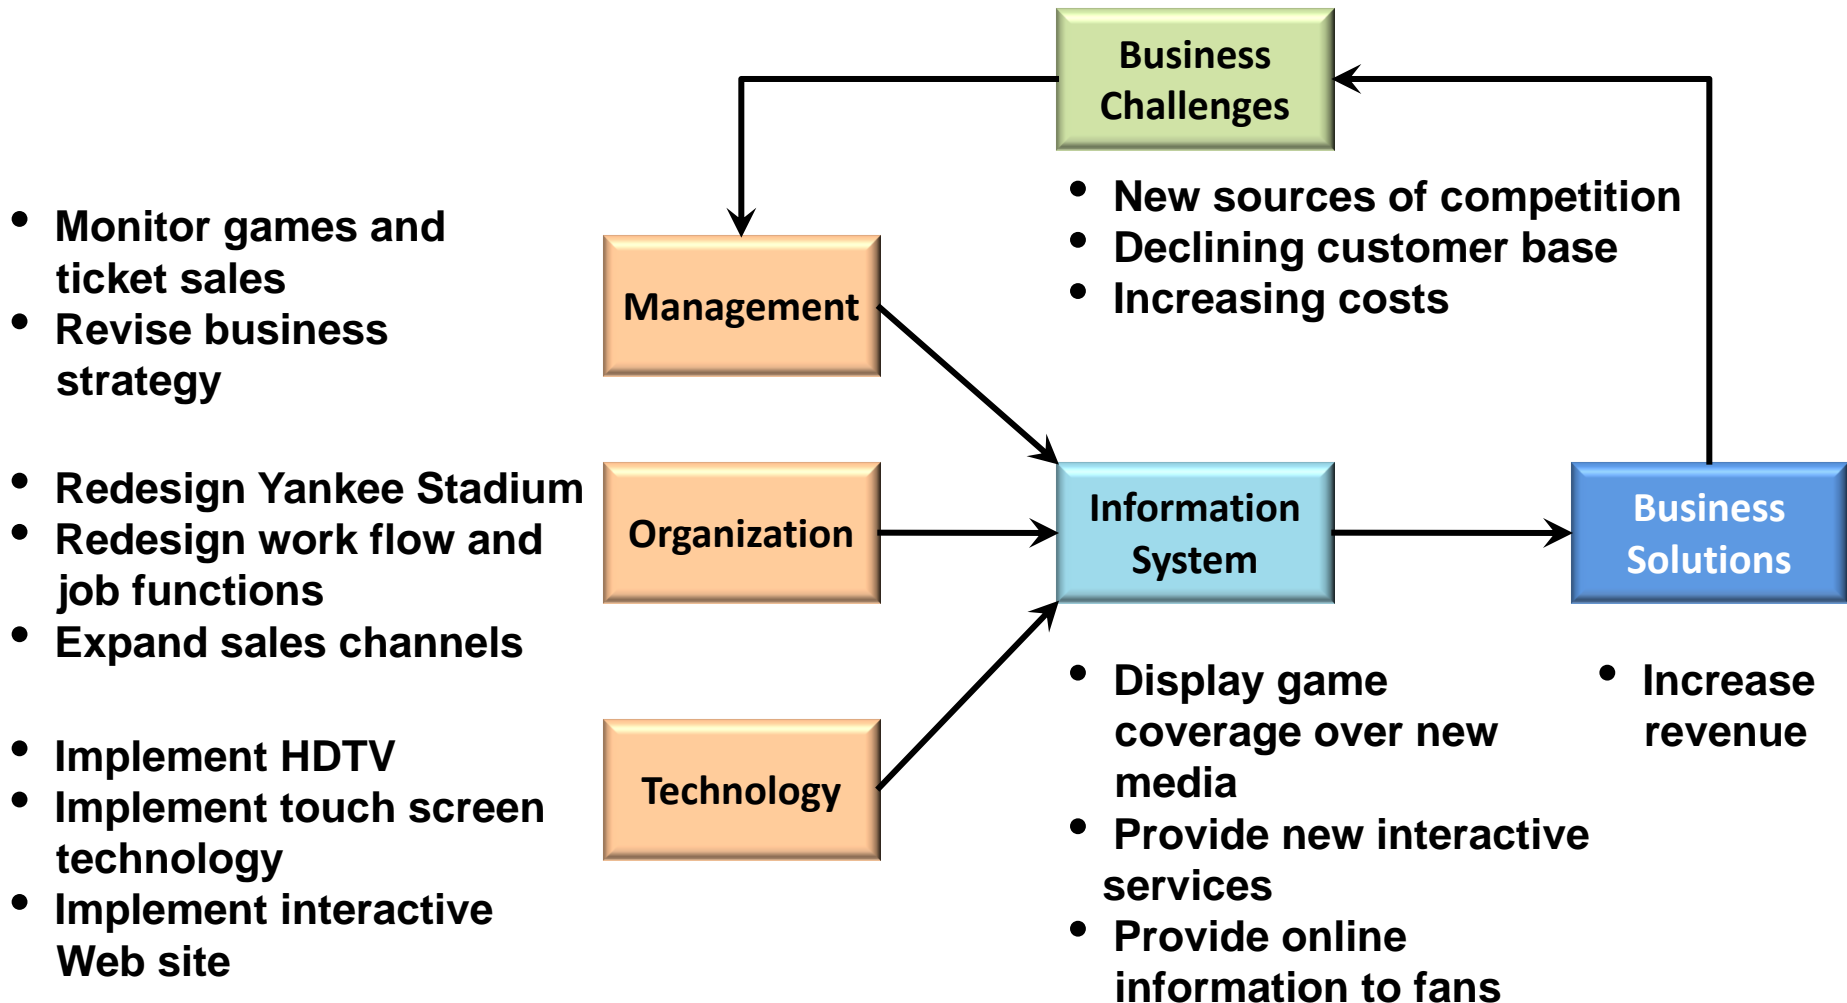 Business
Challenges
• New sources of competition
• Declining customer base
• Increasing costs
• Monitor games and
ticket sales
• Revise business
strategy
Management
• Redesign Yankee Stadium
• Redesign work flow and
job functions
• Expand sales channels
Organization
Information
System
Business
Solutions
• Implement HDTV
• Implement touch screen
technology
• Implement interactive
Web site
Technology
• Display game
coverage over new
media
• Provide new interactive
services
• Provide online
information to fans
• Increase
revenue